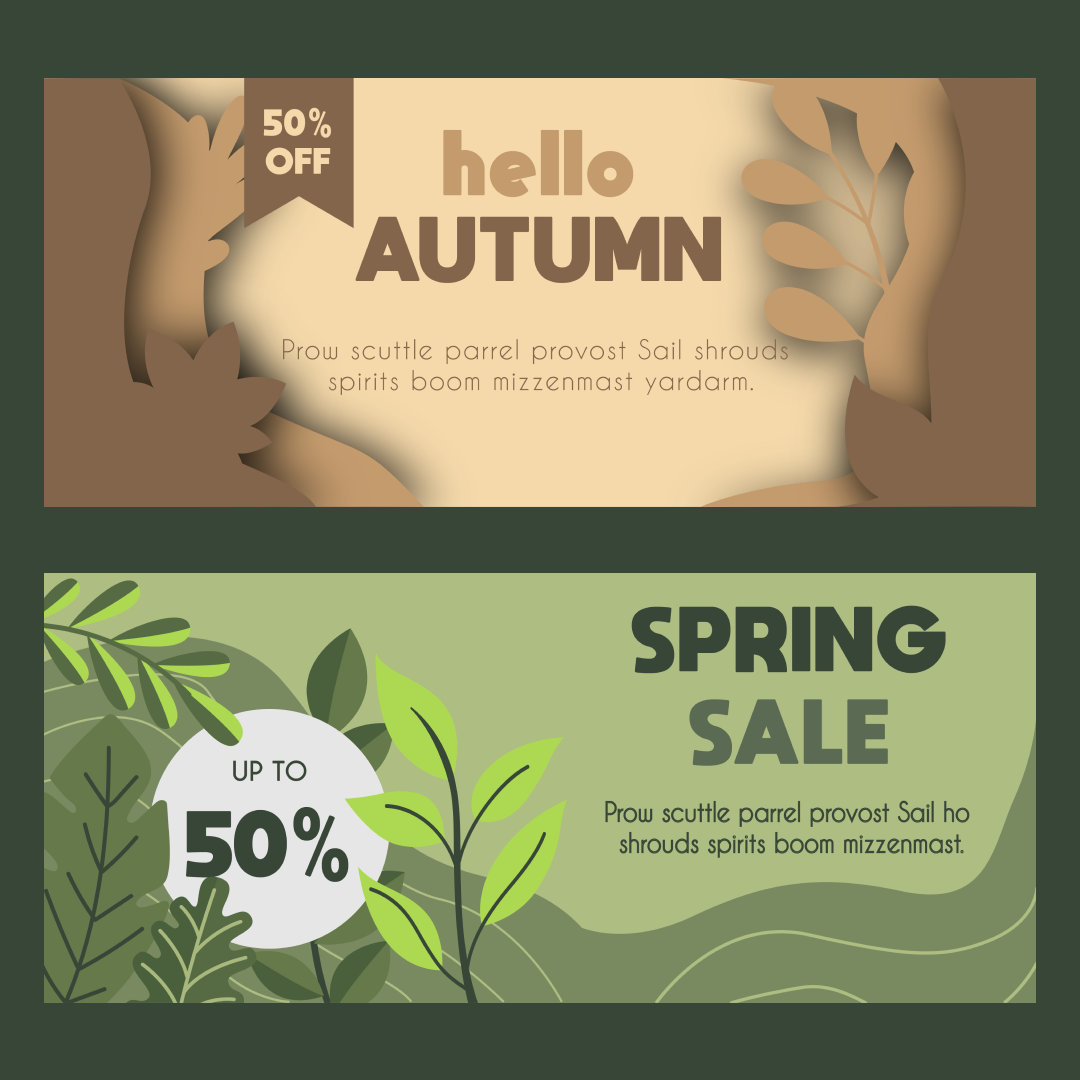 50%
OFF
hello
AUTUMN
Prow scuttle parrel provost Sail shrouds
spirits boom mizzenmast yardarm.
SPRING
SALE
UP TO
50%
Prow scuttle parrel provost Sail ho
shrouds spirits boom mizzenmast.